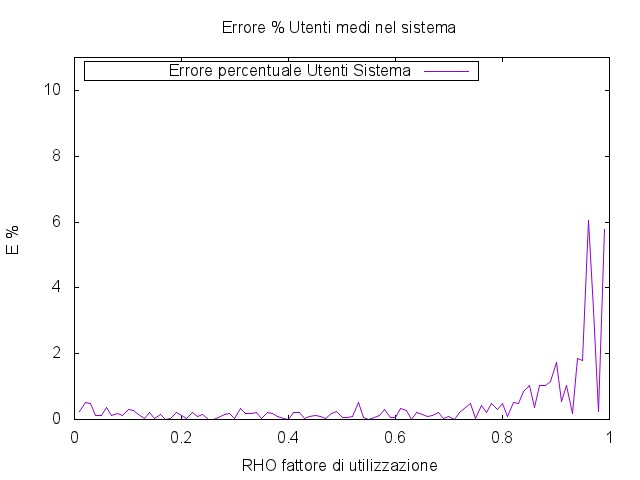 Errore % Utenti medi nel sistema
Errore percentuale Utenti Sistema
10
8
6
4
2
0
E %
0 0.2 0.4 0.6 0.8 1
RHO fattore di utilizzazione